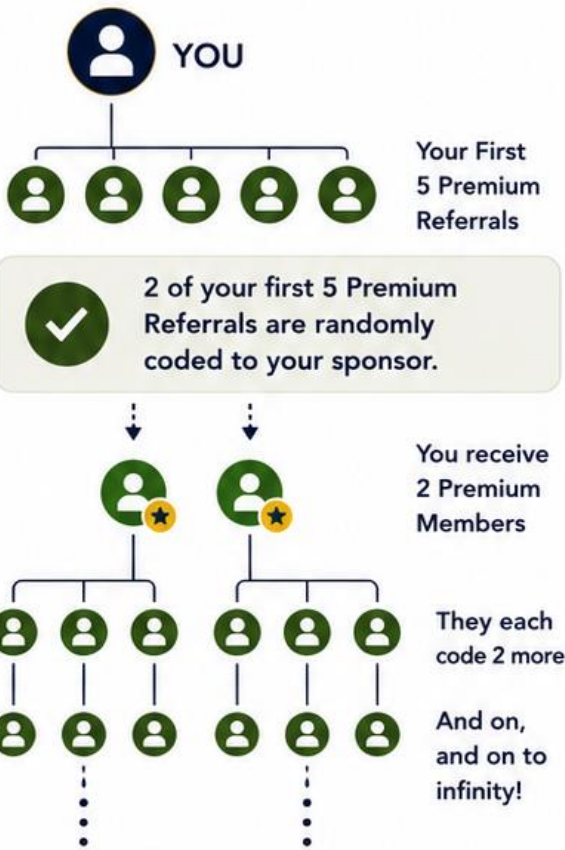 YOU
Your First
5 Premium
Referrals
2 of your first 5 Premium
Referrals are randomly
coded to your sponsor.
You receive
2 Premium
Members
They each
code 2 more
And on,
and on to
infinity!